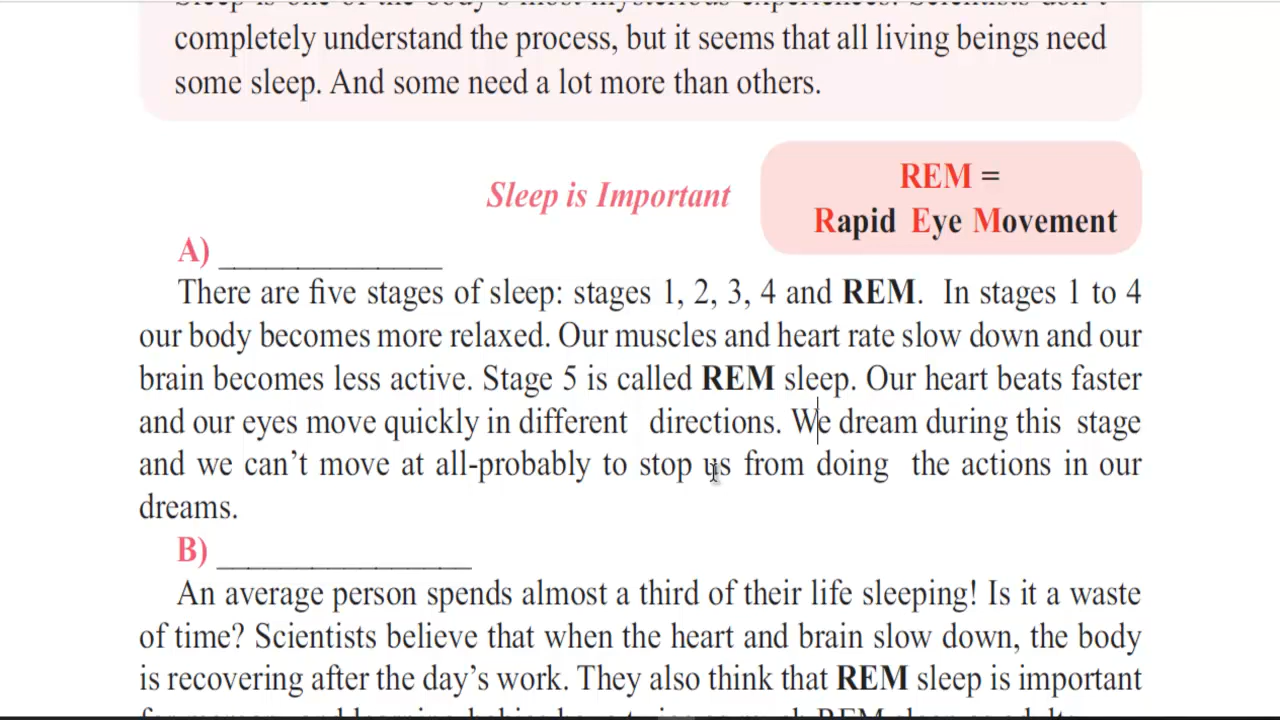 completely understand the process, but it seems that all living beings need
some sleep. And some need a lot more than others.
REM =
Sleep is Important
Rapid Eye Movement
A) ______________
There are five stages of sleep: stages 1, 2, 3, 4 and REM. In stages 1 to 4
our body becomes more relaxed. Our muscles and heart rate slow down and our
brain becomes less active. Stage 5 is called REM sleep. Our heart beats faster
and our eyes move quickly in different directions. We dream during this stage
and we can't move at all-probably to stop us from doing the actions in our
dreams.
B) ________________
An average person spends almost a third of their life sleeping! Is it a waste
of time? Scientists believe that when the heart and brain slow down, the body
is recovering after the day's work. They also think that REM sleep is important